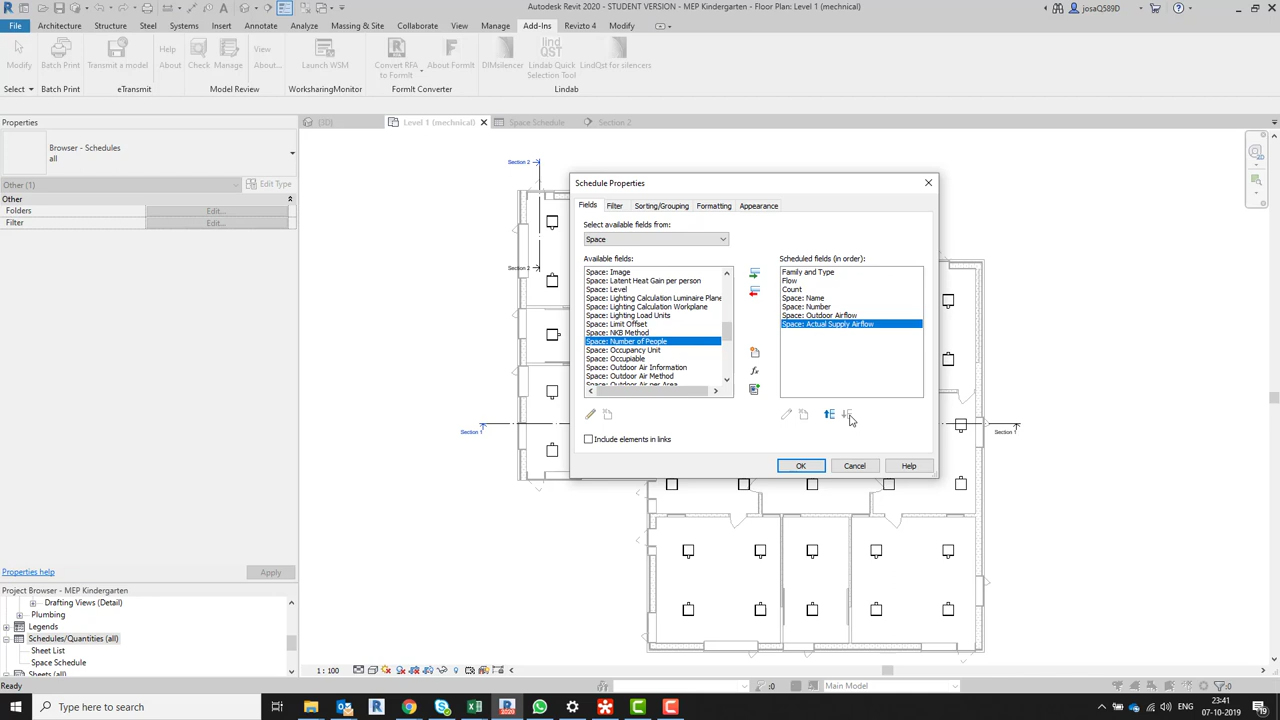 Autodesk Revit 2020 - STUDENT VERSION - MEP Kindergarten - Floor Plan: Level 1 (mechnical)
josaQ589D
File Architecture Structure Steel Systems Insert Annotate Analyze Massing & Site Collaborate View Manage Add-Ins Revizto 4 Modify
Modify Batch Print Transmit a model Help About Check Manage View About... Launch WSM Convert RFA to FormIt About FormIt DIMsilencer Lindab Quick Selection Tool LindQst for silencers
Select Batch Print eTransmit Model Review WorksharingMonitor FormIt Converter Lindab
Properties
{3D} Level 1 (mechnical) Space Schedule Section 2
Browser - Schedules
all
Other (1) Edit Type
Other
Folders Edit...
Filter Edit...
Properties help Apply
Project Browser - MEP Kindergarten
Drafting Views (Detail)
Plumbing
Legends
Schedules/Quantities (all)
Sheet List
Space Schedule
Sheets (all)
Section 2
Section 2
Section 1
Section 1
Schedule Properties
Fields Filter Sorting/Grouping Formatting Appearance
Select available fields from:
Space
Available fields:
Space: Image
Space: Latent Heat Gain per person
Space: Level
Space: Lighting Calculation Luminaire Plane
Space: Lighting Calculation Workplane
Space: Lighting Load Units
Space: Limit Offset
Space: NKB Method
Space: Number of People
Space: Occupancy Unit
Space: Occupiable
Space: Outdoor Air Information
Space: Outdoor Air Method
Space: Outdoor Air per Area
Scheduled fields (in order):
Family and Type
Flow
Count
Space: Name
Space: Number
Space: Outdoor Airflow
Space: Actual Supply Airflow
Include elements in links
OK Cancel Help
1 : 100
Ready :0 Main Model :0
Type here to search
ENG
23:41
07-10-2019